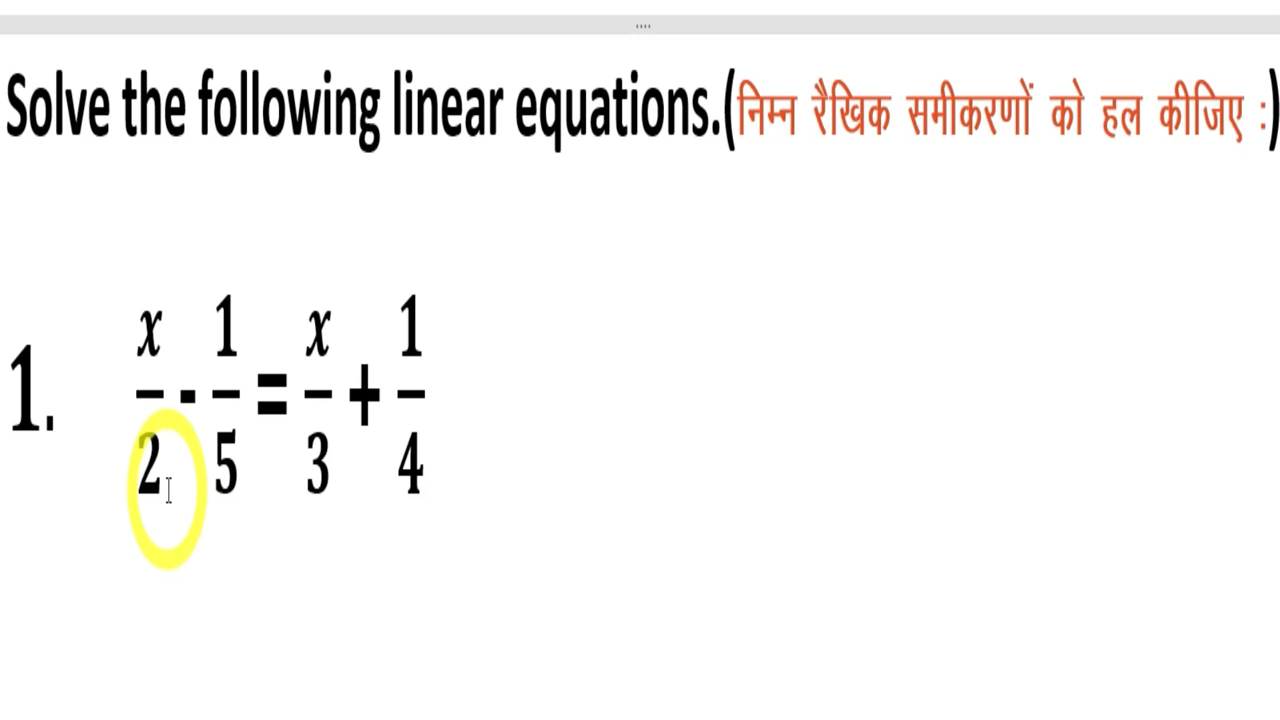 Solve the following linear equations.(निम्न रैखिक समीकरणों को हल कीजिए :)
1. x/2 - 1/5 = x/3 + 1/4